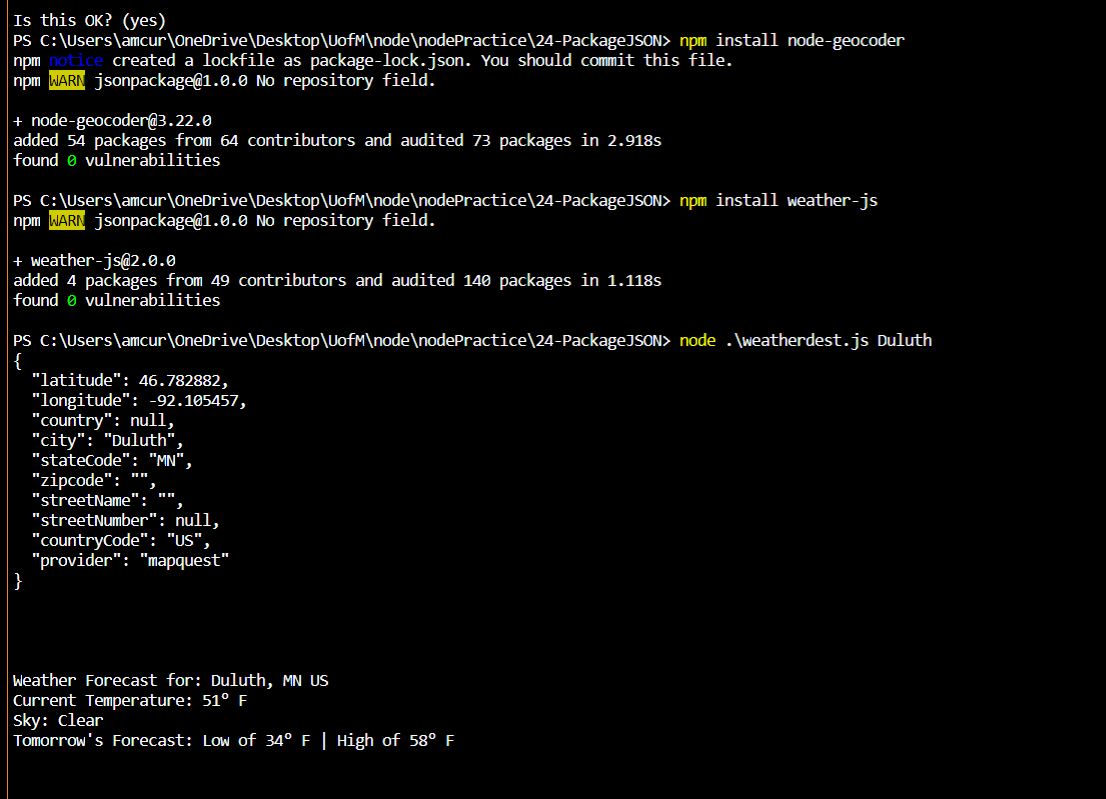 Is this OK? (yes)
PS C:\Users\amcur\OneDrive\Desktop\UofM\node\nodePractice\24-PackageJSON> npm install node-geocoder
npm notice created a lockfile as package-lock.json. You should commit this file.
npm WARN jsonpackage@1.0.0 No repository field.
+ node-geocoder@3.22.0
added 54 packages from 64 contributors and audited 73 packages in 2.918s
found 0 vulnerabilities
PS C:\Users\amcur\OneDrive\Desktop\UofM\node\nodePractice\24-PackageJSON> npm install weather-js
npm WARN jsonpackage@1.0.0 No repository field.
+ weather-js@2.0.0
added 4 packages from 49 contributors and audited 140 packages in 1.118s
found 0 vulnerabilities
PS C:\Users\amcur\OneDrive\Desktop\UofM\node\nodePractice\24-PackageJSON> node .\weatherdest.js Duluth
{
  "latitude": 46.782882,
  "longitude": -92.105457,
  "country": null,
  "city": "Duluth",
  "stateCode": "MN",
  "zipcode": "",
  "streetName": "",
  "streetNumber": null,
  "countryCode": "US",
  "provider": "mapquest"
}
Weather Forecast for: Duluth, MN US
Current Temperature: 51º F
Sky: Clear
Tomorrow's Forecast: Low of 34º F | High of 58º F